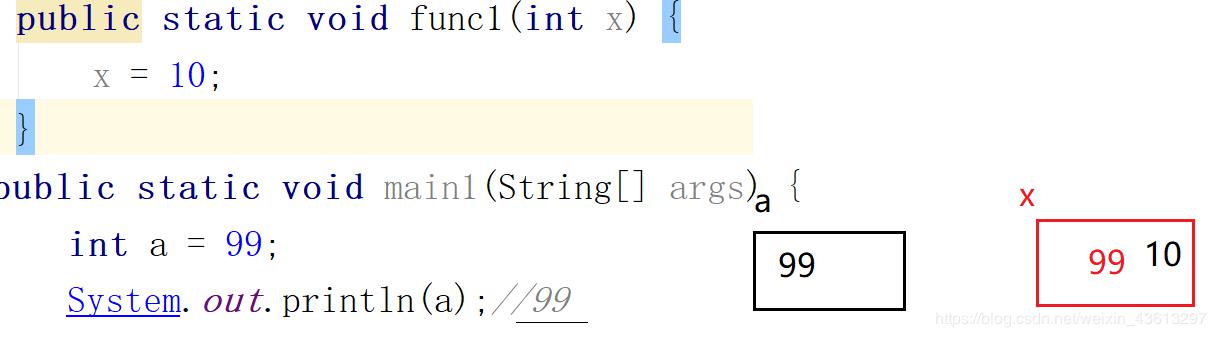 public static void func1(int x) {
x = 10;
}
public static void main1(String[] args) {
int a = 99;
System.out.println(a);//99
a
99
x
99 10
https://blog.csdn.net/weixin_43613297